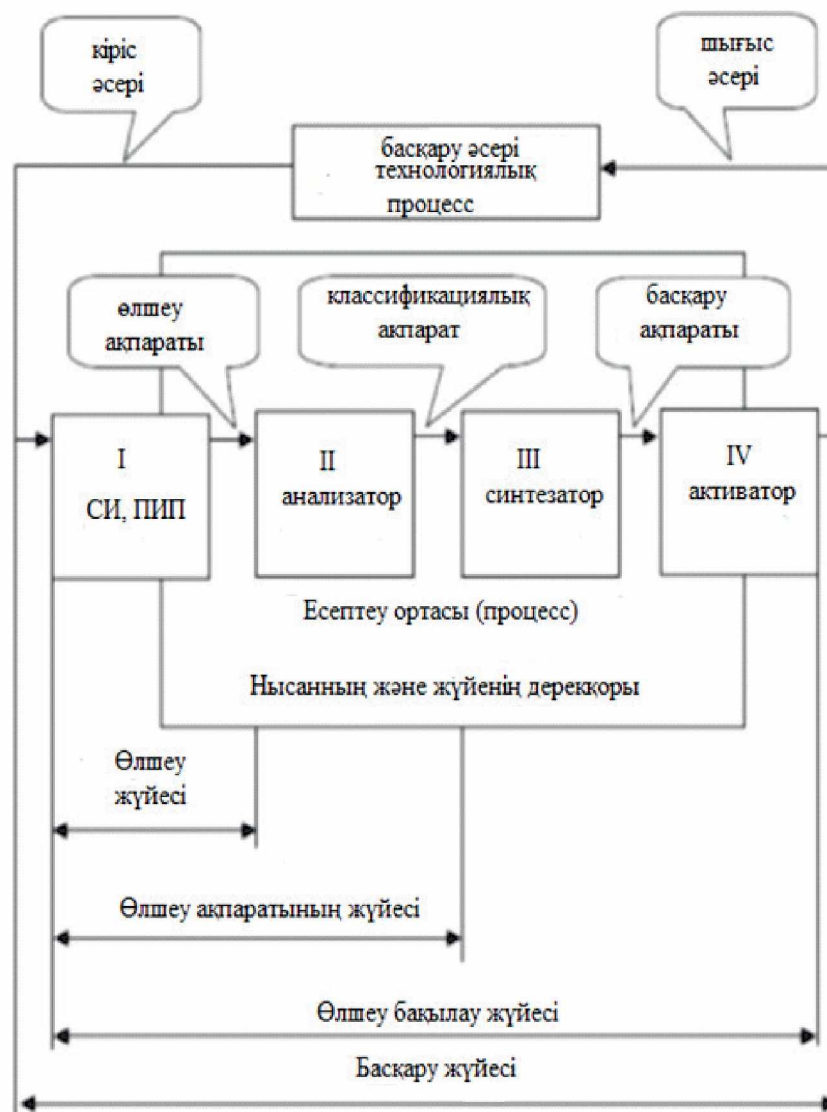 кіріс
әсері
шығыс
әсері
басқару әсері
технологиялық
процесс
өлшеу
ақпараты
классификациялық
ақпарат
басқару
ақпараты
I
СИ, ПИП
II
анализатор
III
синтезатор
IV
активатор
Есептеу ортасы (процесс)
Нысанның және жүйенің дерекқоры
Өлшеу
жүйесі
Өлшеу ақпаратының жүйесі
Өлшеу бақылау жүйесі
Басқару жүйесі